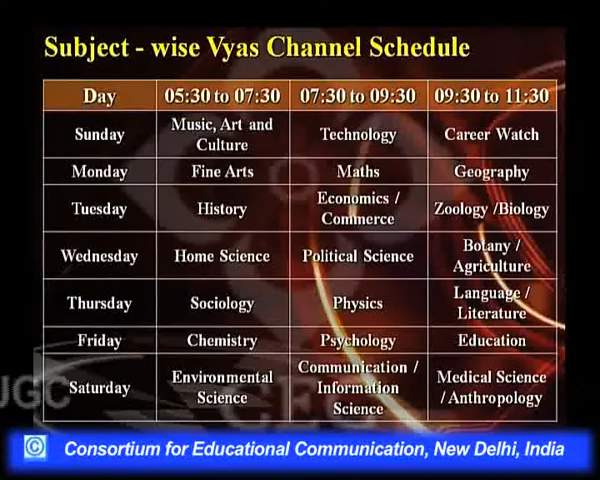 Subject - wise Vyas Channel Schedule
Day 05:30 to 07:30 07:30 to 09:30 09:30 to 11:30
Sunday Music, Art and Culture Technology Career Watch
Monday Fine Arts Maths Geography
Tuesday History Economics / Commerce Zoology /Biology
Wednesday Home Science Political Science Botany / Agriculture
Thursday Sociology Physics Language / Literature
Friday Chemistry Psychology Education
Saturday Environmental Science Communication / Information Science Medical Science / Anthropology
UGC CEC
© Consortium for Educational Communication, New Delhi, India